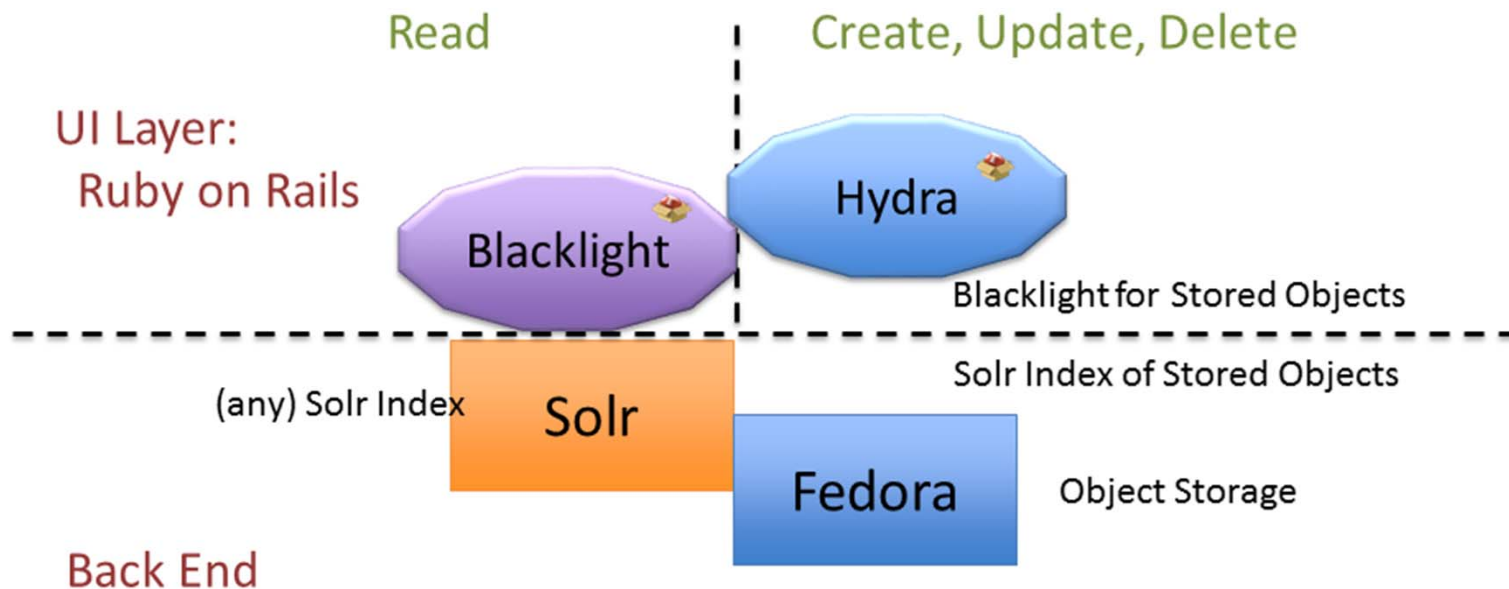 Read
Create, Update, Delete
UI Layer:
Ruby on Rails
Blacklight
Hydra
Blacklight for Stored Objects
(any) Solr Index
Solr
Solr Index of Stored Objects
Fedora
Object Storage
Back End